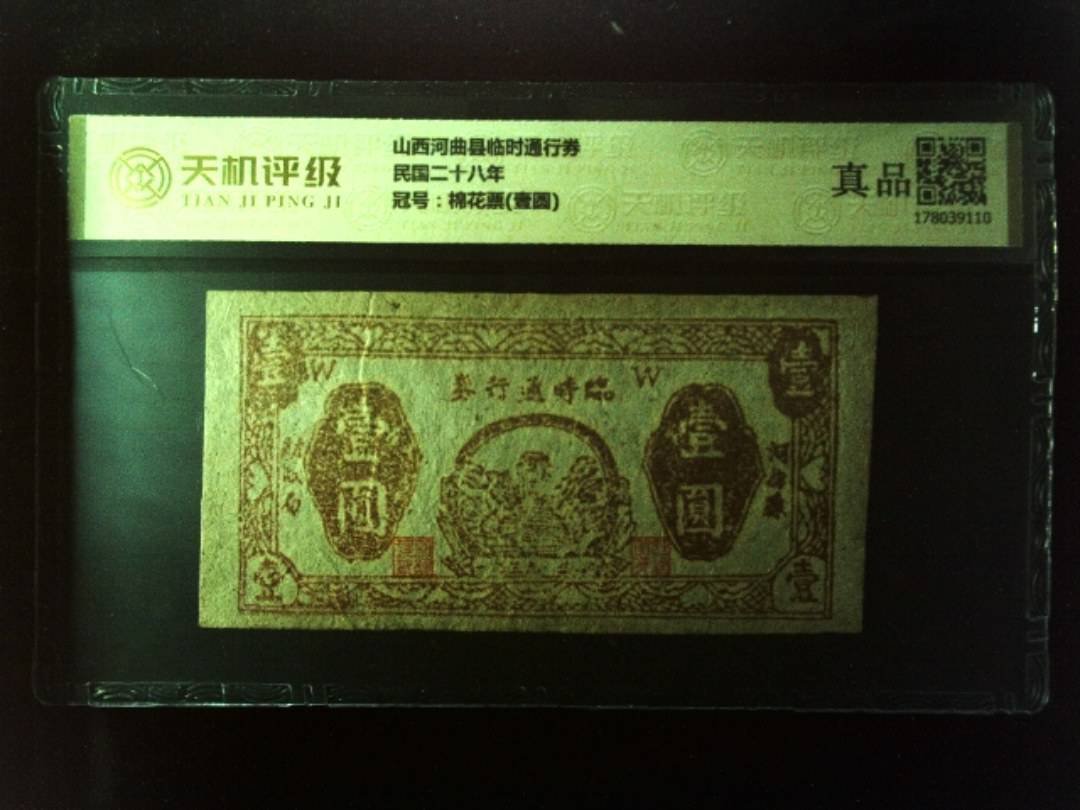 天机评级
TIAN JI PING JI
山西河曲县临时通行券
民国二十八年
冠号：棉花票(壹圆)
真品
178039110
壹
壹
W
W
券行通時臨
壹圓
壹圓
壹
壹